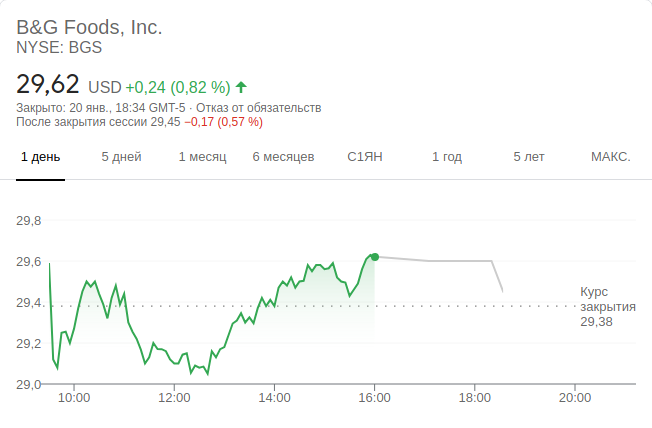 B&G Foods, Inc.
NYSE: BGS
29,62 USD +0,24 (0,82 %)
Закрыто: 20 янв., 18:34 GMT-5 · Отказ от обязательств
После закрытия сессии 29,45 −0,17 (0,57 %)
1 день 5 дней 1 месяц 6 месяцев С1ЯН 1 год 5 лет МАКС.
29,8
29,6
29,4
29,2
29,0
Курс
закрытия
29,38
10:00 12:00 14:00 16:00 18:00 20:00